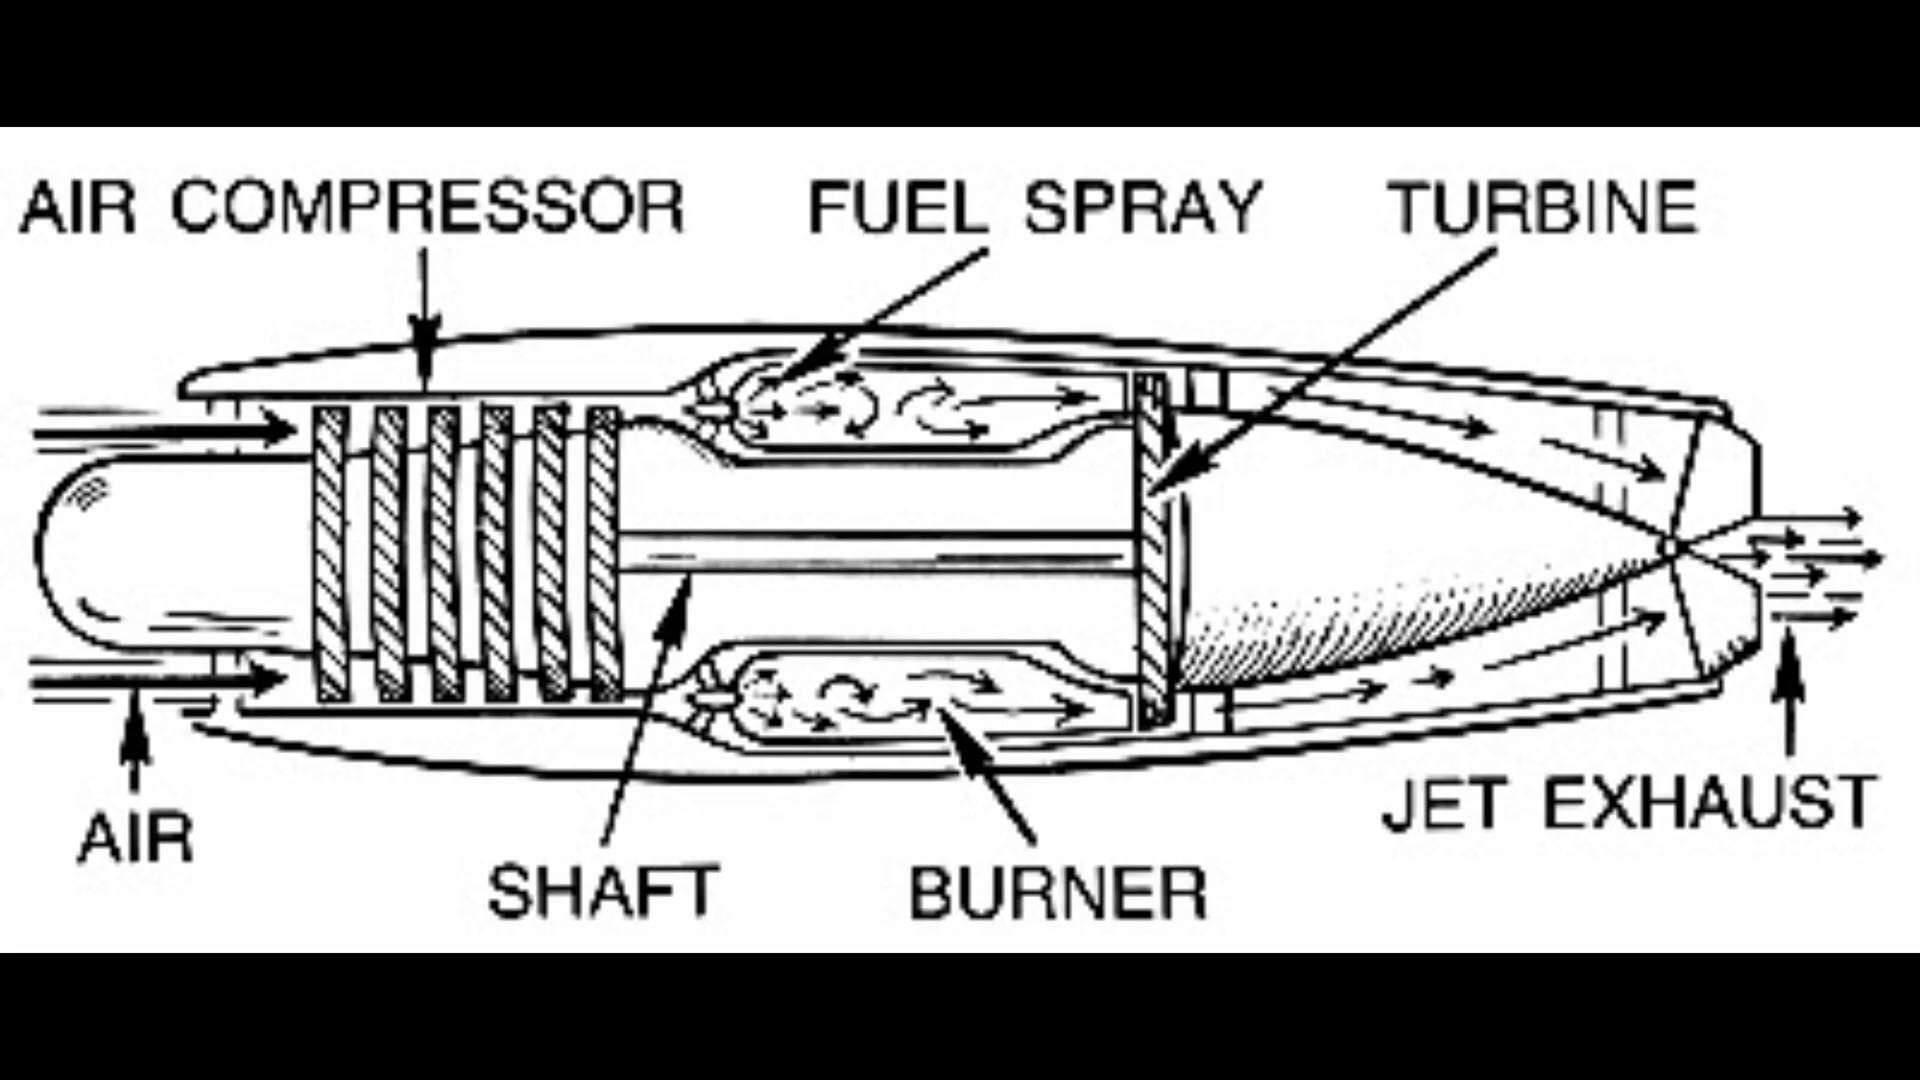 AIR COMPRESSOR
FUEL SPRAY
TURBINE
AIR
SHAFT
BURNER
JET EXHAUST